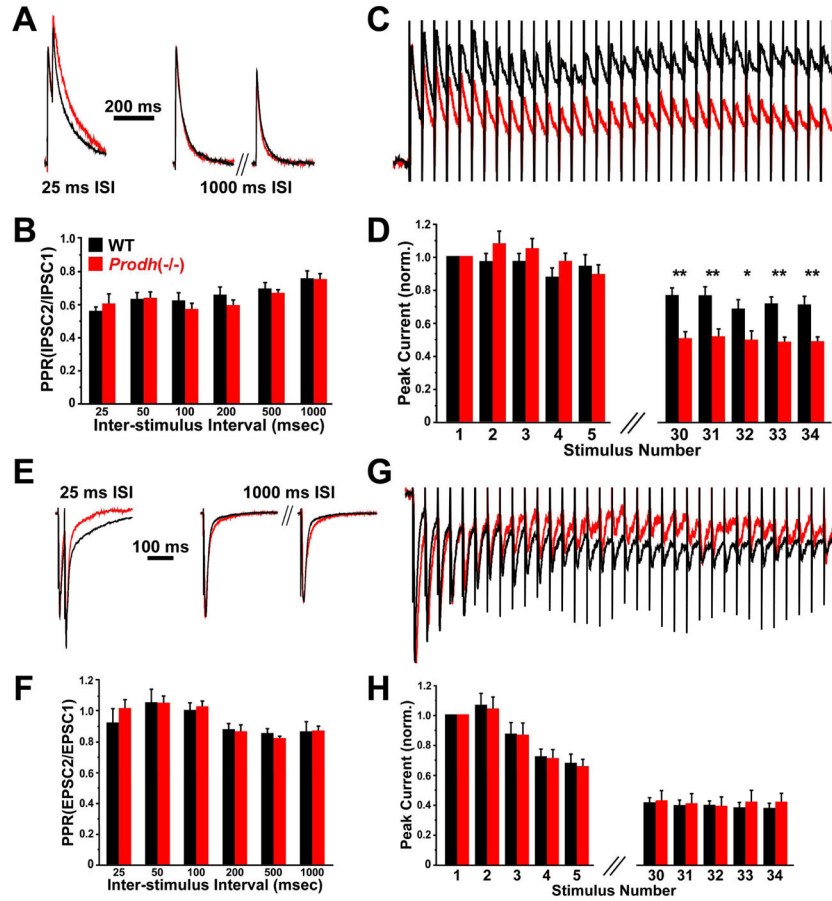 A
200 ms
25 ms ISI
1000 ms ISI
C
B
WT
Prodh(-/-)
PPR(IPSC2/IPSC1)
1.0
0.8
0.6
0.4
0.2
0
25 50 100 200 500 1000
Inter-stimulus Interval (msec)
D
Peak Current (norm.)
1.2
1.0
0.8
0.6
0.4
0.2
0
** ** * ** **
1 2 3 4 5 30 31 32 33 34
Stimulus Number
E
25 ms ISI
1000 ms ISI
100 ms
G
F
PPR(EPSC2/EPSC1)
1.2
1.0
0.8
0.6
0.4
0.2
0
25 50 100 200 500 1000
Inter-stimulus Interval (msec)
H
Peak Current (norm.)
1.2
1.0
0.8
0.6
0.4
0.2
0
1 2 3 4 5 30 31 32 33 34
Stimulus Number